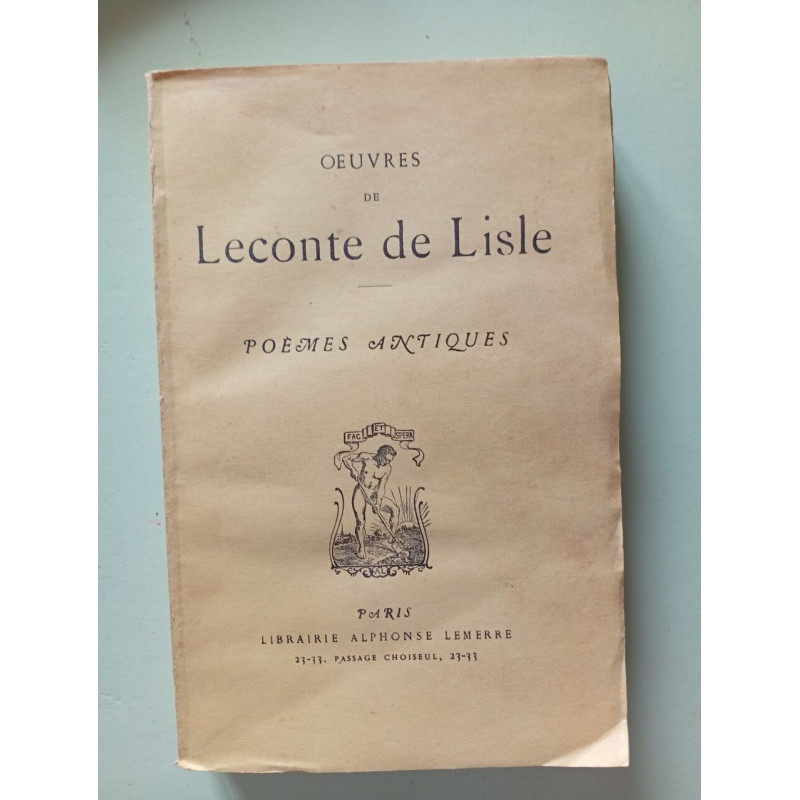 OEUVRES
DE
Leconte de Lisle
POÈMES ANTIQUES
FAC ET SPERA
AL
PARIS
LIBRAIRIE ALPHONSE LEMERRE
23-33, PASSAGE CHOISEUL, 23-33